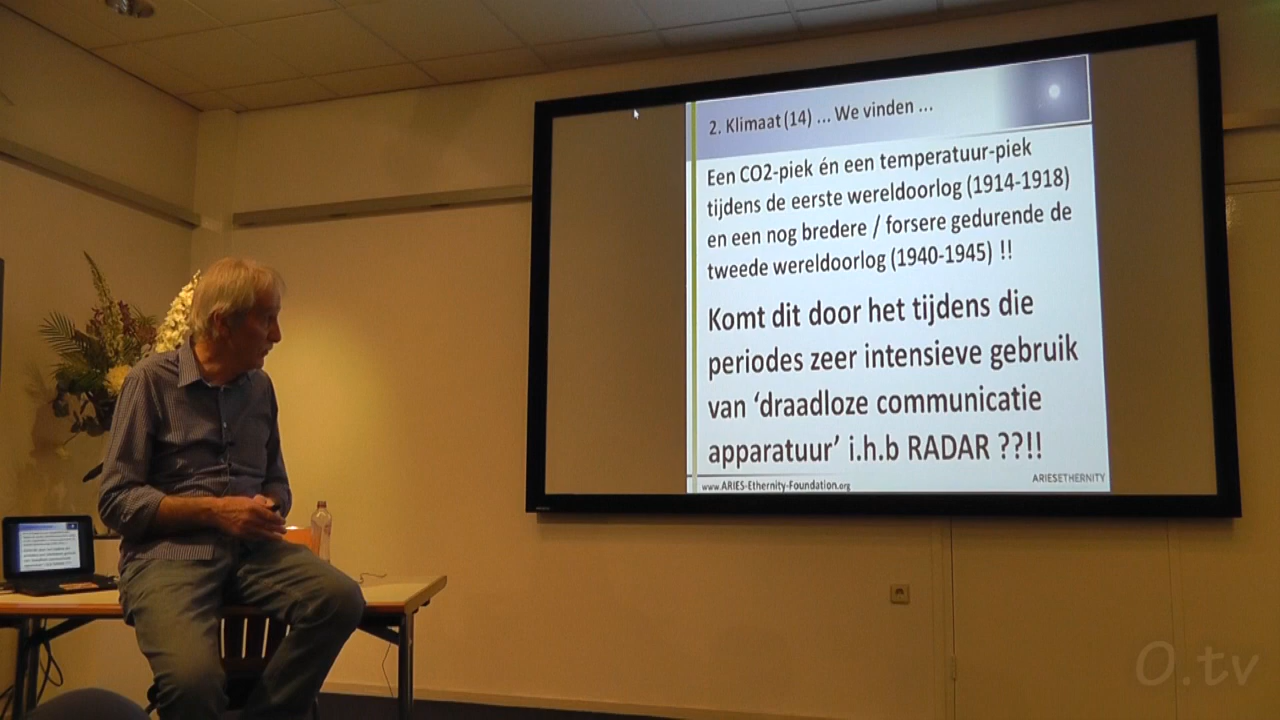 2. Klimaat (14) ... We vinden ...
Een CO2-piek én een temperatuur-piek
tijdens de eerste wereldoorlog (1914-1918)
en een nog bredere / forsere gedurende de
tweede wereldoorlog (1940-1945) !!
Komt dit door het tijdens die
periodes zeer intensieve gebruik
van ‘draadloze communicatie
apparatuur’ i.h.b RADAR ??!!
www.ARIES-Ethernity-Foundation.org
ARIESETHERNITY
O.tv